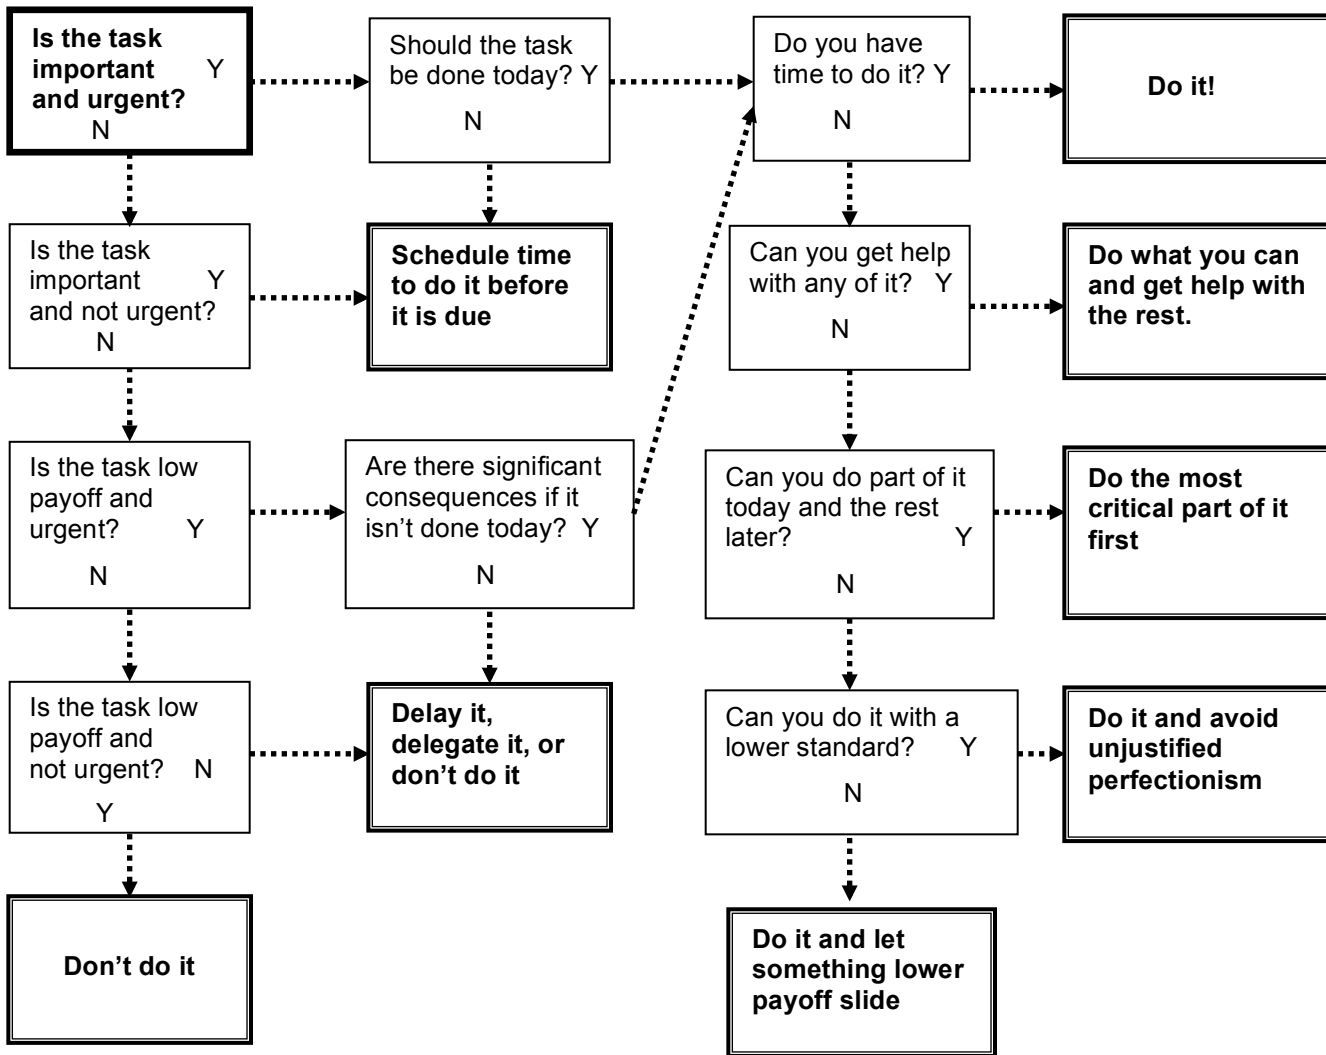 Is the task
important Y
and urgent?
N
Should the task
be done today? Y
N
Do you have
time to do it? Y
N
Do it!
Is the task
important Y
and not urgent?
N
Schedule time
to do it before
it is due
Can you get help
with any of it? Y
N
Do what you can
and get help with
the rest.
Is the task low
payoff and
urgent? Y
N
Are there significant
consequences if it
isn’t done today? Y
N
Can you do part of it
today and the rest
later? Y
N
Do the most
critical part of it
first
Is the task low
payoff and
not urgent? N
Y
Delay it,
delegate it, or
don’t do it
Can you do it with a
lower standard? Y
N
Do it and avoid
unjustified
perfectionism
Don’t do it
Do it and let
something lower
payoff slide